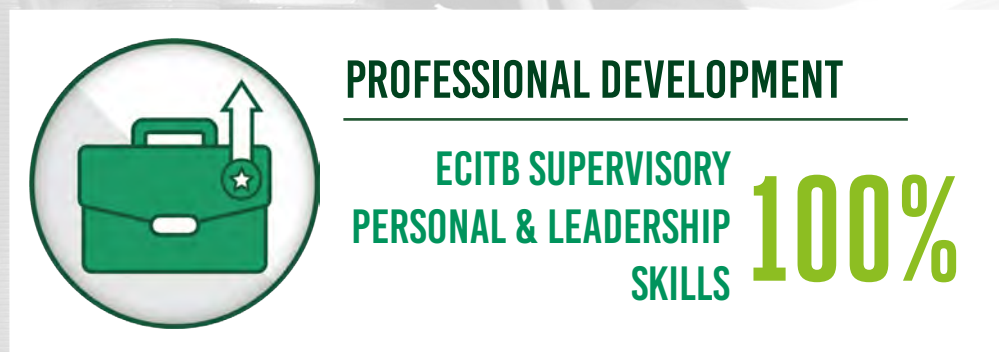 PROFESSIONAL DEVELOPMENT
ECITB SUPERVISORY
PERSONAL & LEADERSHIP
SKILLS
100%